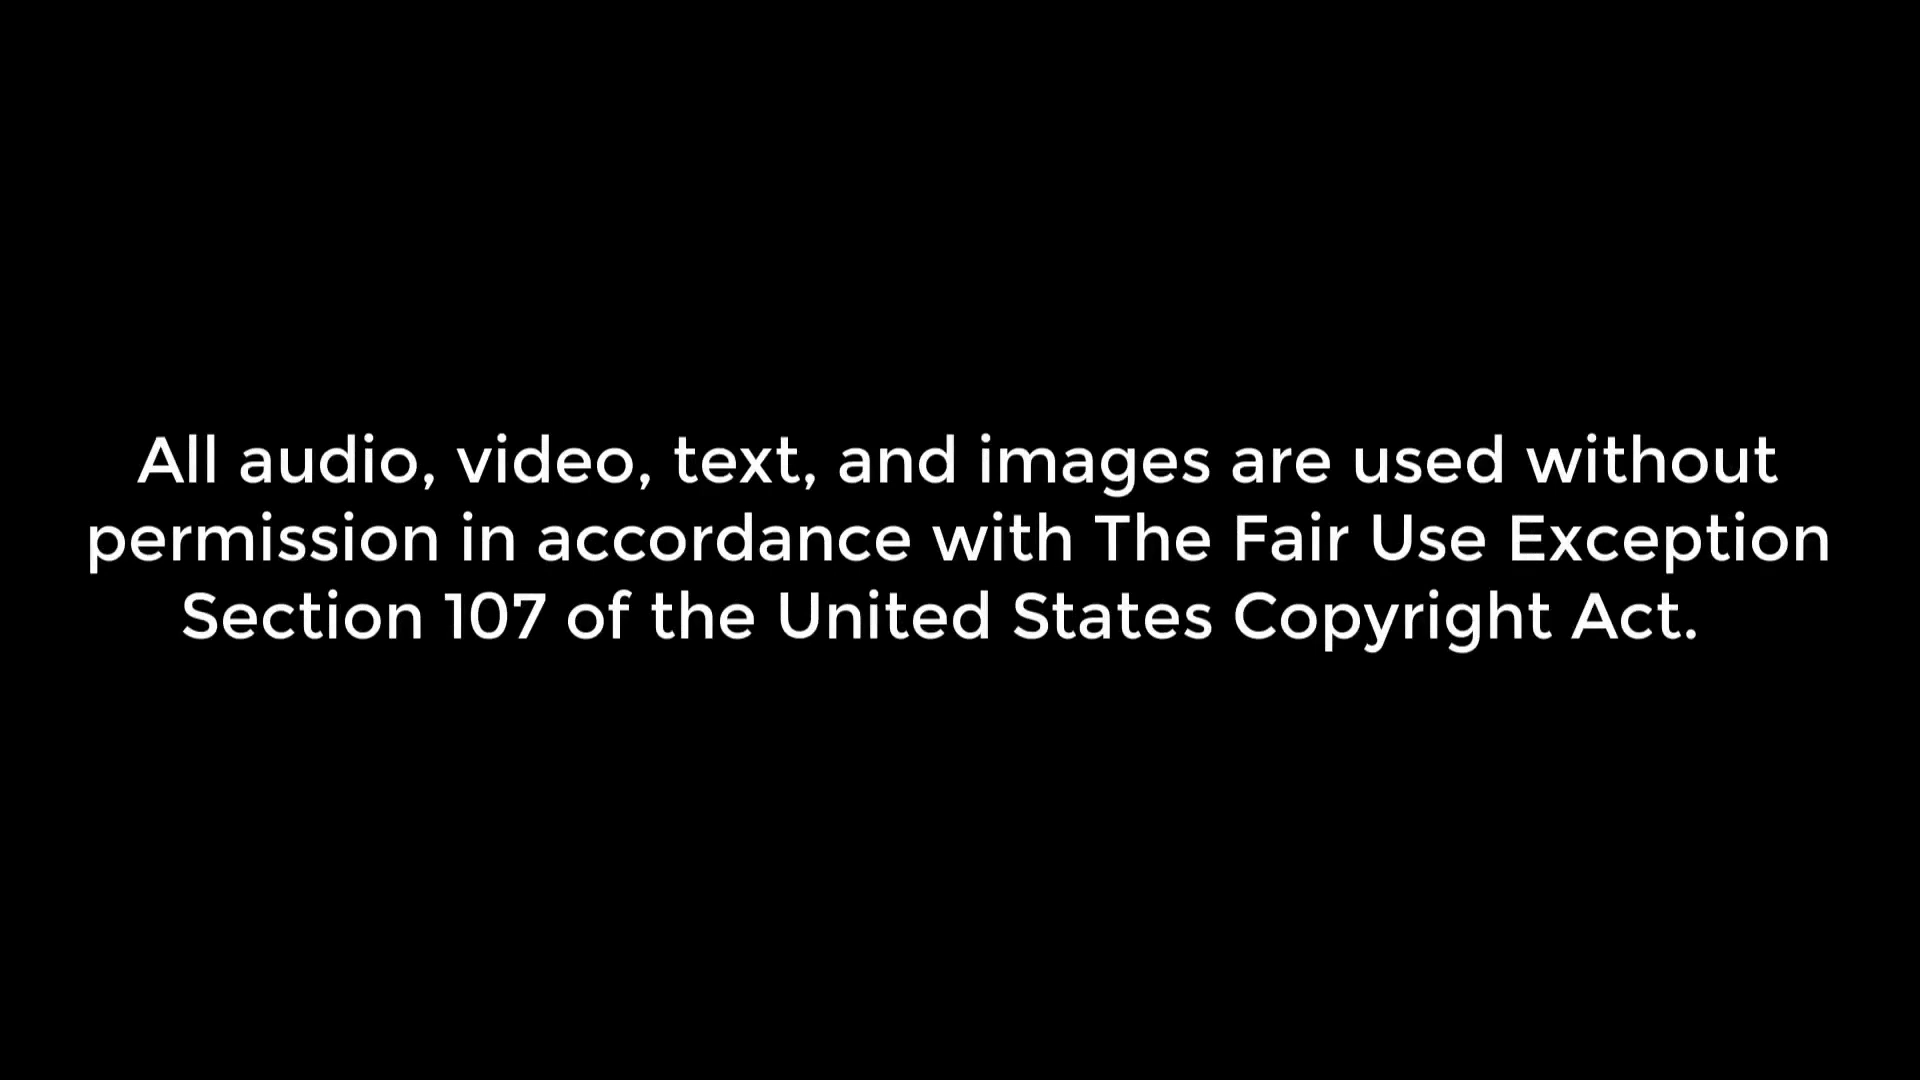 All audio, video, text, and images are used without
permission in accordance with The Fair Use Exception
Section 107 of the United States Copyright Act.